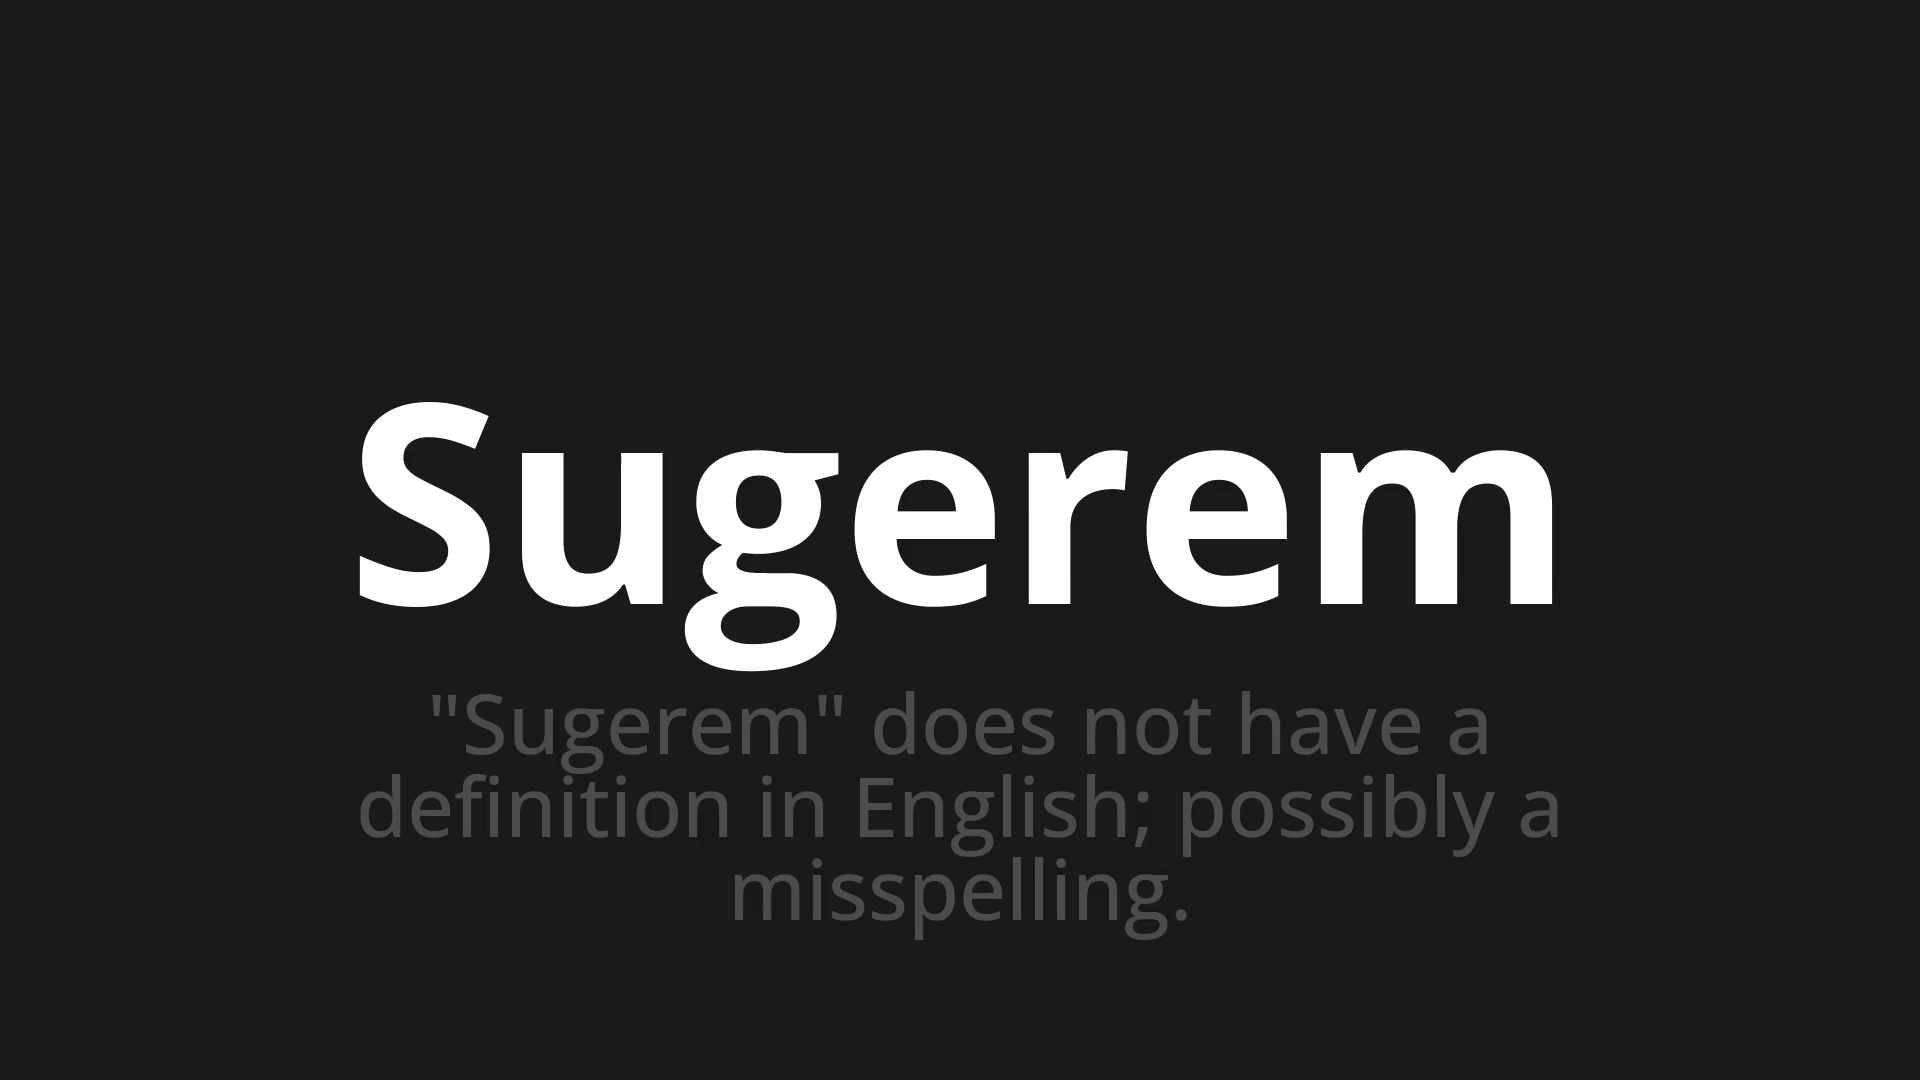 Sugerem
"Sugerem" does not have a
definition in English; possibly a
misspelling.